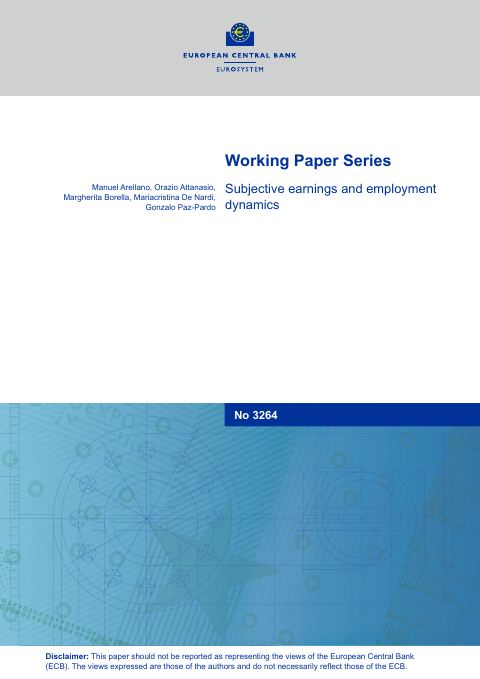 EUROPEAN CENTRAL BANK
EUROSYSTEM
Working Paper Series
Manuel Arellano, Orazio Attanasio,
Margherita Borella, Mariacristina De Nardi,
Gonzalo Paz-Pardo
Subjective earnings and employment
dynamics
No 3264
Disclaimer: This paper should not be reported as representing the views of the European Central Bank
(ECB). The views expressed are those of the authors and do not necessarily reflect those of the ECB.